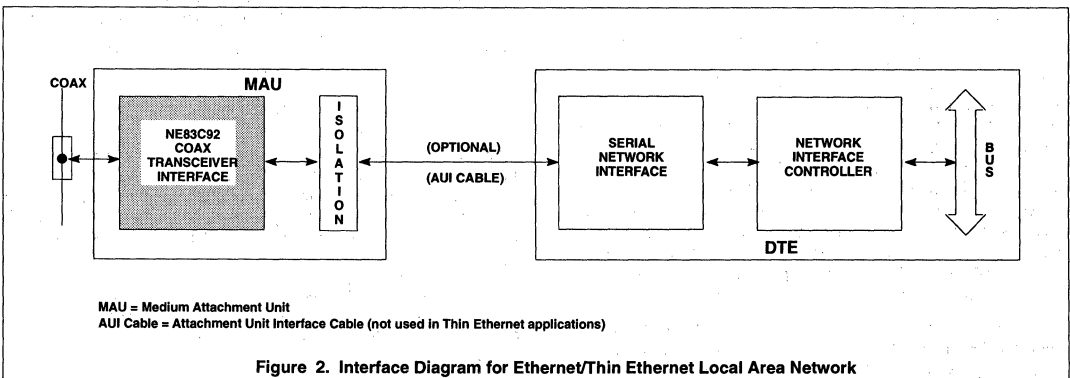 COAX
MAU
NE83C92
COAX
TRANSCEIVER
INTERFACE
ISOLATION
(OPTIONAL)
(AUI CABLE)
SERIAL
NETWORK
INTERFACE
NETWORK
INTERFACE
CONTROLLER
BUS
DTE
MAU = Medium Attachment Unit
AUI Cable = Attachment Unit Interface Cable (not used in Thin Ethernet applications)
Figure 2. Interface Diagram for Ethernet/Thin Ethernet Local Area Network